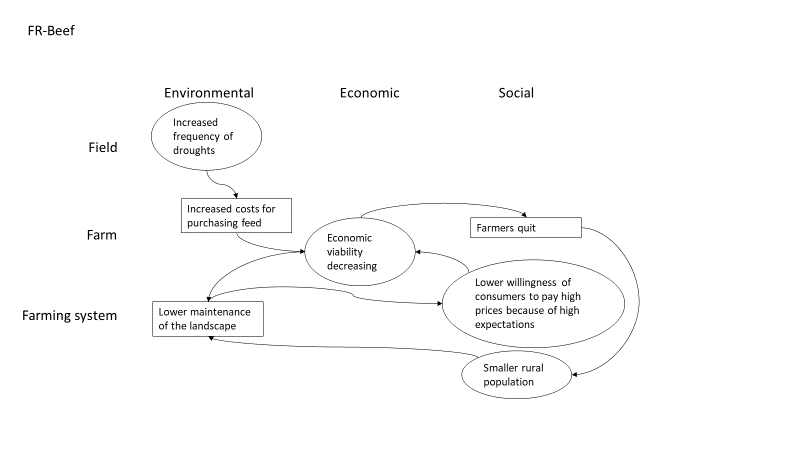 FR-Beef
Environmental
Economic
Social
Field
Increased
frequency of
droughts
Farm
Increased costs for
purchasing feed
Economic
viability
decreasing
Farmers quit
Farming system
Lower maintenance
of the landscape
Lower willingness of
consumers to pay high
prices because of high
expectations
Smaller rural
population